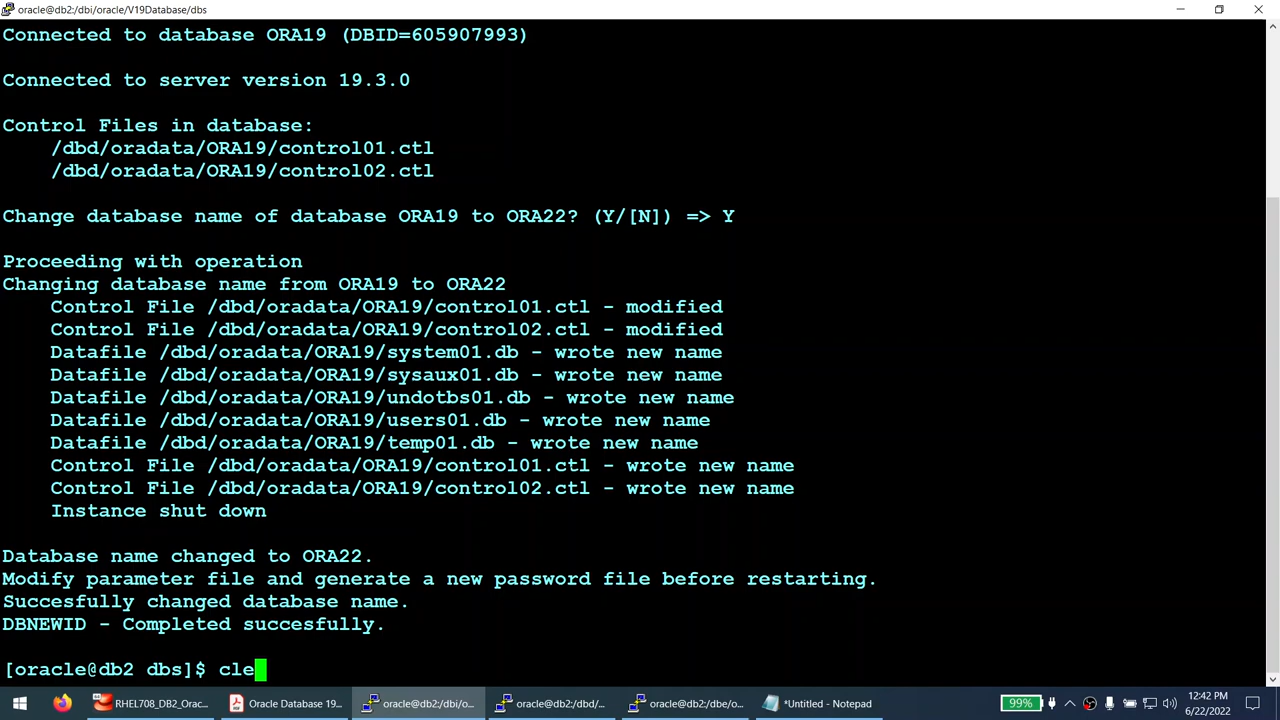 oracle@db2:/dbi/oracle/V19Database/dbs
Connected to database ORA19 (DBID=605907993)
Connected to server version 19.3.0
Control Files in database:
/dbd/oradata/ORA19/control01.ctl
/dbd/oradata/ORA19/control02.ctl
Change database name of database ORA19 to ORA22? (Y/[N]) => Y
Proceeding with operation
Changing database name from ORA19 to ORA22
Control File /dbd/oradata/ORA19/control01.ctl - modified
Control File /dbd/oradata/ORA19/control02.ctl - modified
Datafile /dbd/oradata/ORA19/system01.db - wrote new name
Datafile /dbd/oradata/ORA19/sysaux01.db - wrote new name
Datafile /dbd/oradata/ORA19/undotbs01.db - wrote new name
Datafile /dbd/oradata/ORA19/users01.db - wrote new name
Datafile /dbd/oradata/ORA19/temp01.db - wrote new name
Control File /dbd/oradata/ORA19/control01.ctl - wrote new name
Control File /dbd/oradata/ORA19/control02.ctl - wrote new name
Instance shut down
Database name changed to ORA22.
Modify parameter file and generate a new password file before restarting.
Succesfully changed database name.
DBNEWID - Completed succesfully.
[oracle@db2 dbs]$ cle
RHEL708_DB2_Orac... Oracle Database 19... oracle@db2:/dbi/o... oracle@db2:/dbd/... oracle@db2:/dbe/o... *Untitled - Notepad 99% 12:42 PM
6/22/2022